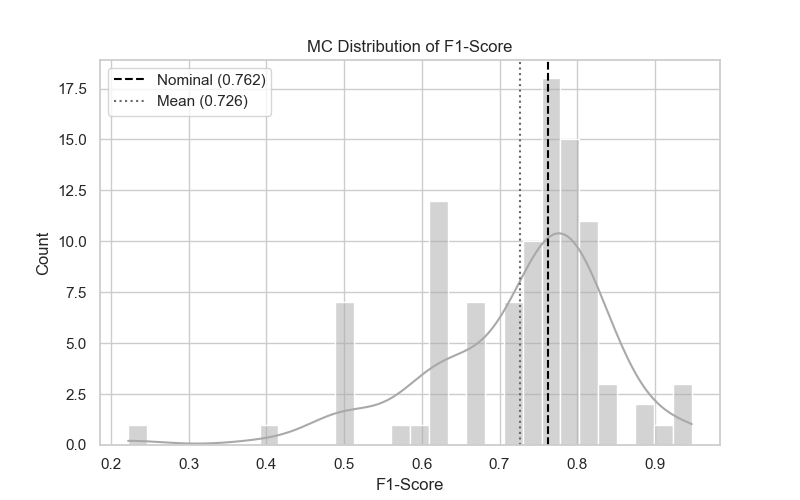 MC Distribution of F1-Score
Nominal (0.762)
Mean (0.726)
Count
17.5
15.0
12.5
10.0
7.5
5.0
2.5
0.0
0.2 0.3 0.4 0.5 0.6 0.7 0.8 0.9
F1-Score